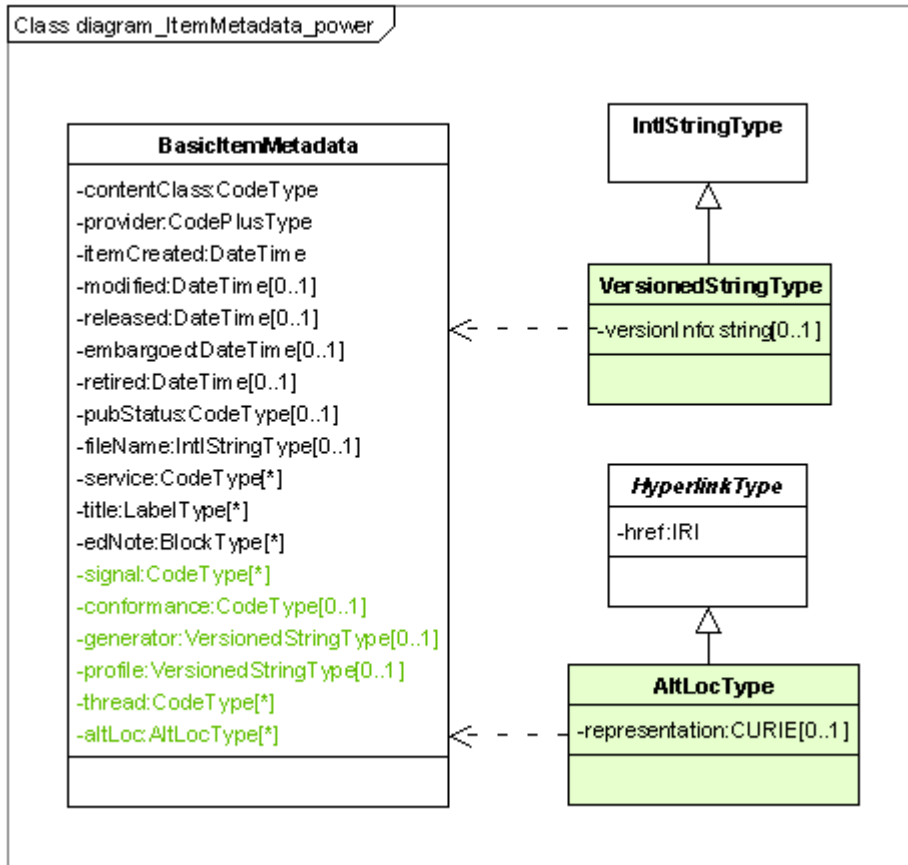 Class diagram_ItemMetadata_power
BasicItemMetadata
-contentClass:CodeType
-provider:CodePlusType
-itemCreated:DateTime
-modified:DateTime[0..1]
-released:DateTime[0..1]
-embargoed:DateTime[0..1]
-retired:DateTime[0..1]
-pubStatus:CodeType[0..1]
-fileName:IntlStringType[0..1]
-service:CodeType[*]
-title:LabelType[*]
-edNote:BlockType[*]
-signal:CodeType[*]
-conformance:CodeType[0..1]
-generator:VersionedStringType[0..1]
-profile:VersionedStringType[0..1]
-thread:CodeType[*]
-altLoc:AltLocType[*]
IntlStringType
VersionedStringType
-versionInfo:string[0..1]
HyperlinkType
-href:IRI
AltLocType
-representation:CURIE[0..1]